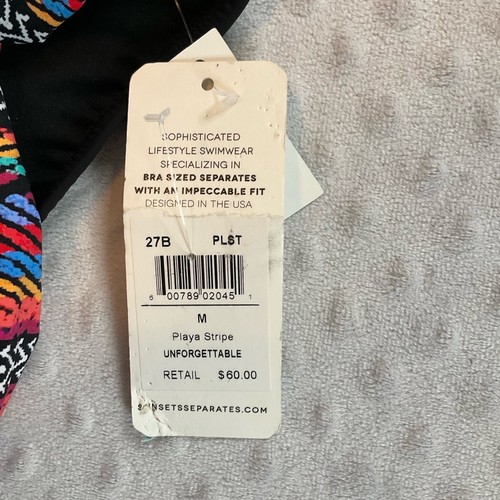 SOPHISTICATED
LIFESTYLE SWIMWEAR
SPECIALIZING IN
BRA SIZED SEPARATES
WITH AN IMPECCABLE FIT
DESIGNED IN THE USA
27B PLST
6 00789 02045 1
M
Playa Stripe
UNFORGETTABLE
RETAIL $60.00
SUNSETSSEPARATES.COM